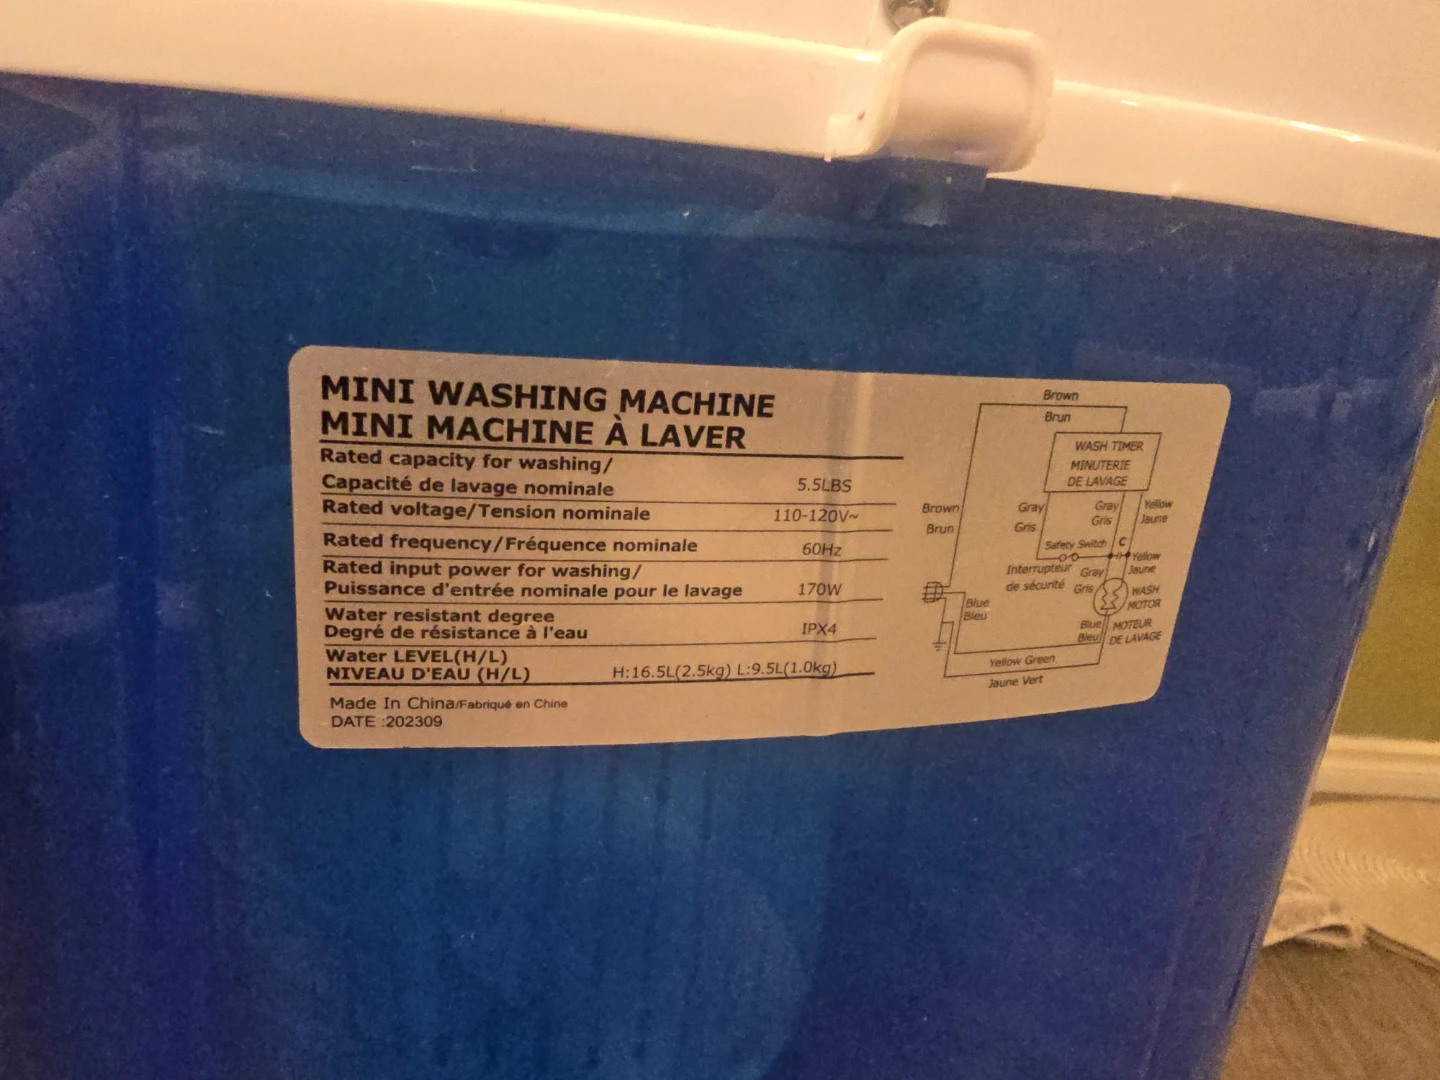 MINI WASHING MACHINE
MINI MACHINE À LAVER
Rated capacity for washing/
Capacité de lavage nominale 5.5LBS
Rated voltage/Tension nominale 110-120V~
Rated frequency/Fréquence nominale 60Hz
Rated input power for washing/
Puissance d'entrée nominale pour le lavage 170W
Water resistant degree
Degré de résistance à l'eau IPX4
Water LEVEL(H/L)
NIVEAU D'EAU (H/L) H:16.5L(2.5kg) L:9.5L(1.0kg)
Made In China/Fabriqué en Chine
DATE :202309
Brown
Brun
WASH TIMER
MINUTERIE
DE LAVAGE
Brown
Brun
Gray
Gris
Gray
Gris
Yellow
Jaune
Safety Switch
C
Interrupteur
de sécurité
Yellow
Jaune
Gray
Gris
WASH
MOTOR
Blue
Bleu
Blue
Bleu
MOTEUR
DE LAVAGE
Yellow Green
Jaune Vert